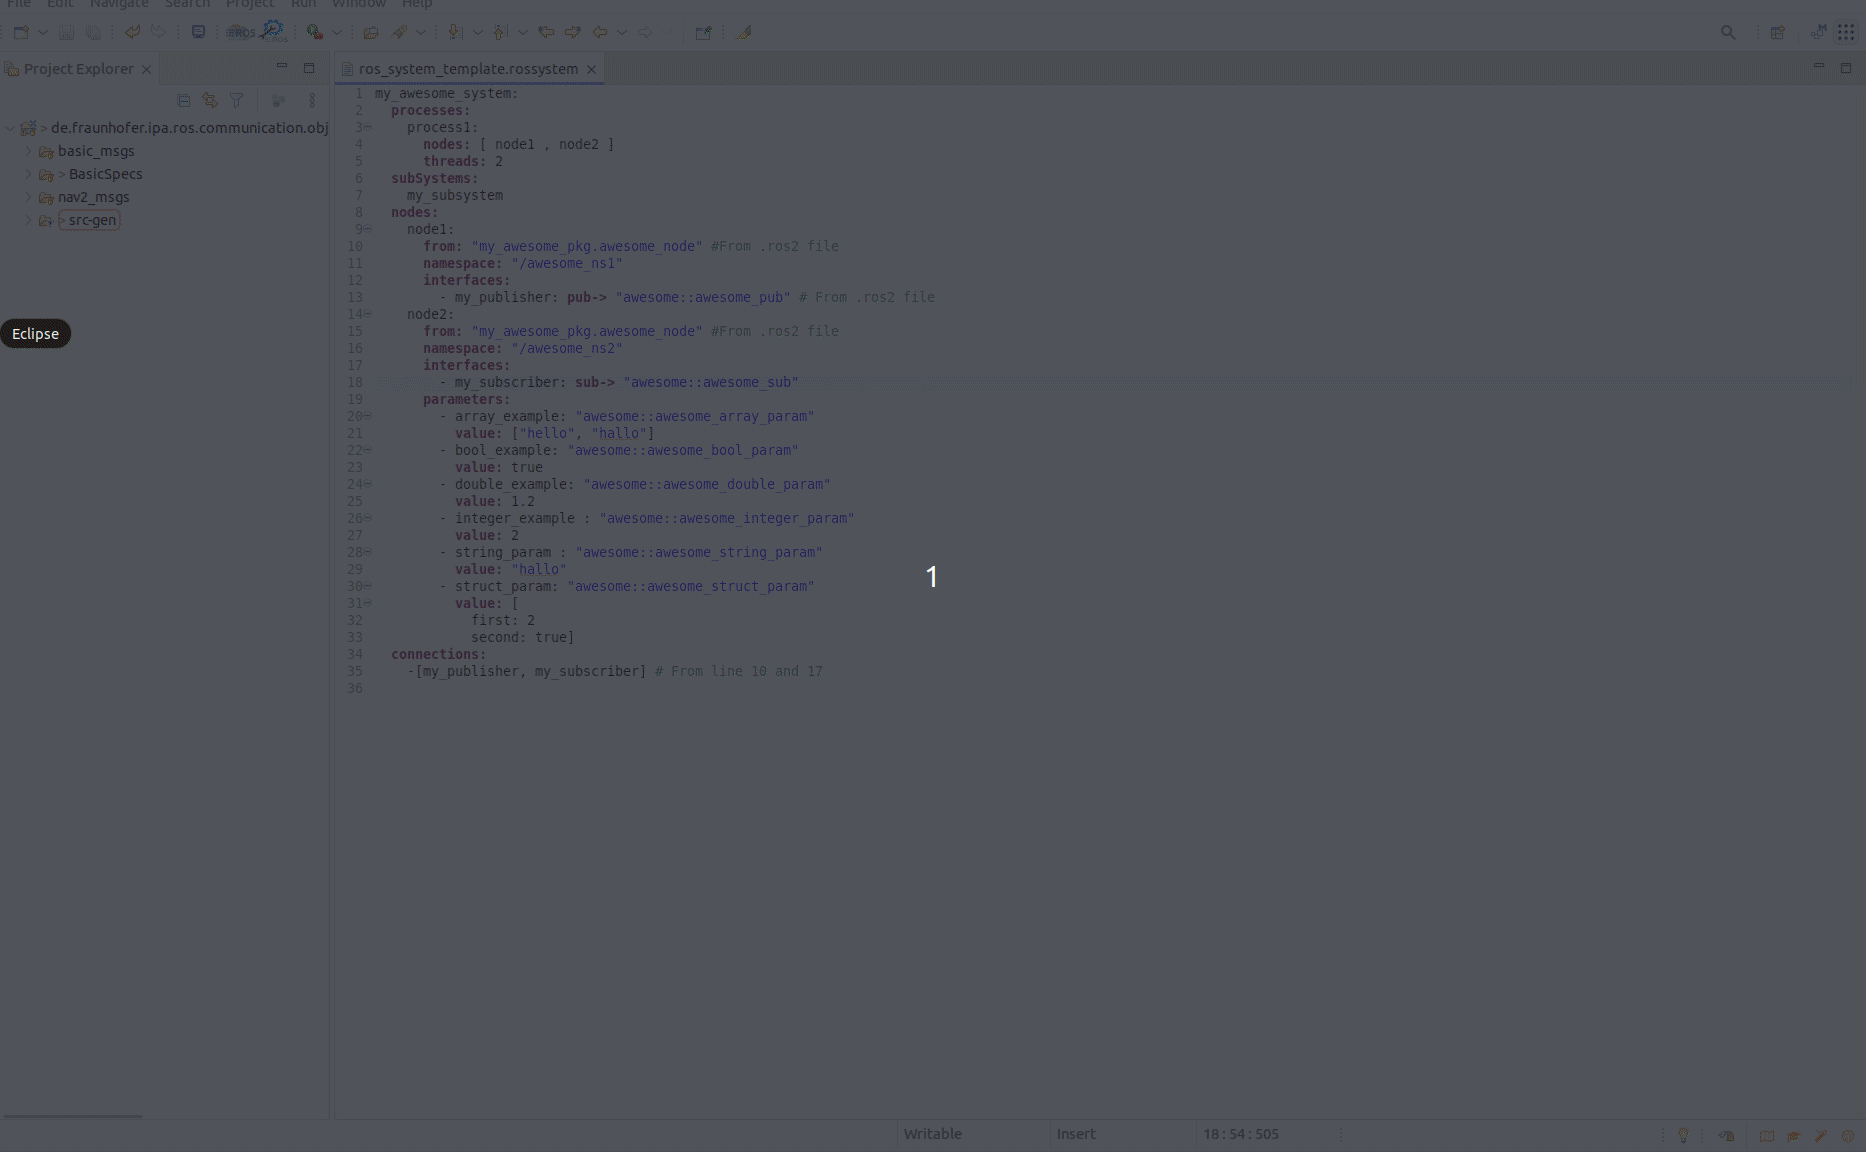 File Edit Navigate Search Project Run Window Help
Project Explorer
de.fraunhofer.ipa.ros.communication.obj
basic_msgs
> BasicSpecs
nav2_msgs
> src-gen
Eclipse
ros_system_template.rossystem
1 my_awesome_system:
2 processes:
3 process1:
4 nodes: [ node1 , node2 ]
5 threads: 2
6 subSystems:
7 my_subsystem
8 nodes:
9 node1:
10 from: "my_awesome_pkg.awesome_node" #From .ros2 file
11 namespace: "/awesome_ns1"
12 interfaces:
13 - my_publisher: pub-> "awesome::awesome_pub" # From .ros2 file
14 node2:
15 from: "my_awesome_pkg.awesome_node" #From .ros2 file
16 namespace: "/awesome_ns2"
17 interfaces:
18 - my_subscriber: sub-> "awesome::awesome_sub"
19 parameters:
20 - array_example: "awesome::awesome_array_param"
21 value: ["hello", "hallo"]
22 - bool_example: "awesome::awesome_bool_param"
23 value: true
24 - double_example: "awesome::awesome_double_param"
25 value: 1.2
26 - integer_example : "awesome::awesome_integer_param"
27 value: 2
28 - string_param : "awesome::awesome_string_param"
29 value: "hallo"
30 - struct_param: "awesome::awesome_struct_param"
31 value: [
32 first: 2
33 second: true]
34 connections:
35 -[my_publisher, my_subscriber] # From line 10 and 17
36
1
Writable Insert 18 : 54 : 505